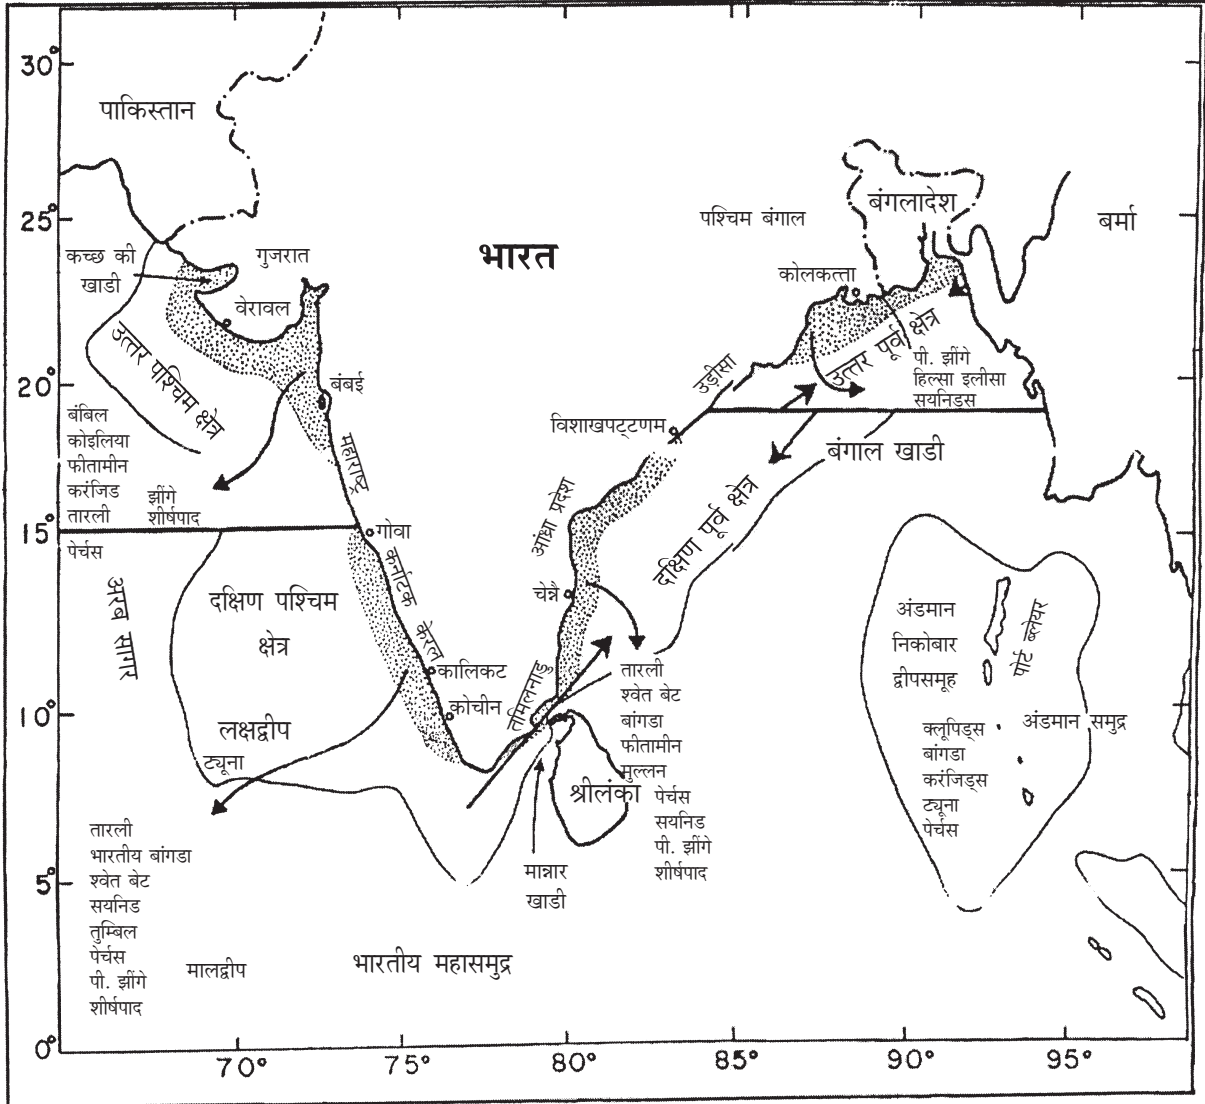 30°
पाकिस्तान
25°
कच्छ की
खाडी
गुजरात
वेरावल
भारत
पश्चिम बंगाल
बंगलादेश
बर्मा
कोलकत्ता
उत्तर पश्चिम क्षेत्र
20°
बंबई
बंबिल
कोइलिया
फीतामीन
करंजिड
तारली
झींगे
शीर्षपाद
महाराष्ट्र
उड़ीसा
उत्तर पूर्व क्षेत्र
पी. झींगे
हिल्सा इलीसा
सयनिड्स
विशाखपट्टणम
बंगाल खाडी
15°
पेर्चस
गोवा
आंध्रा प्रदेश
दक्षिण पूर्व क्षेत्र
अरब सागर
दक्षिण पश्चिम
क्षेत्र
कर्नाटक
केरल
चेन्नै
कालिकट
कोचीन
तमिलनाडु
10°
लक्षद्वीप
ट्यूना
तारली
श्वेत बेट
बांगडा
फीतामीन
मुल्लन
श्रीलंका
पेर्चस
सयनिड
पी. झींगे
शीर्षपाद
अंडमान
निकोबार
द्वीपसमूह
पोर्ट ब्लेयर
अंडमान समुद्र
क्लूपिड्स
बांगडा
करंजिड्स
ट्यूना
पेर्चस
तारली
भारतीय बांगडा
श्वेत बेट
सयनिड
तुम्बिल
पेर्चस
पी. झींगे
शीर्षपाद
5°
मान्नार
खाडी
मालद्वीप
भारतीय महासमुद्र
0°
70° 75° 80° 85° 90° 95°